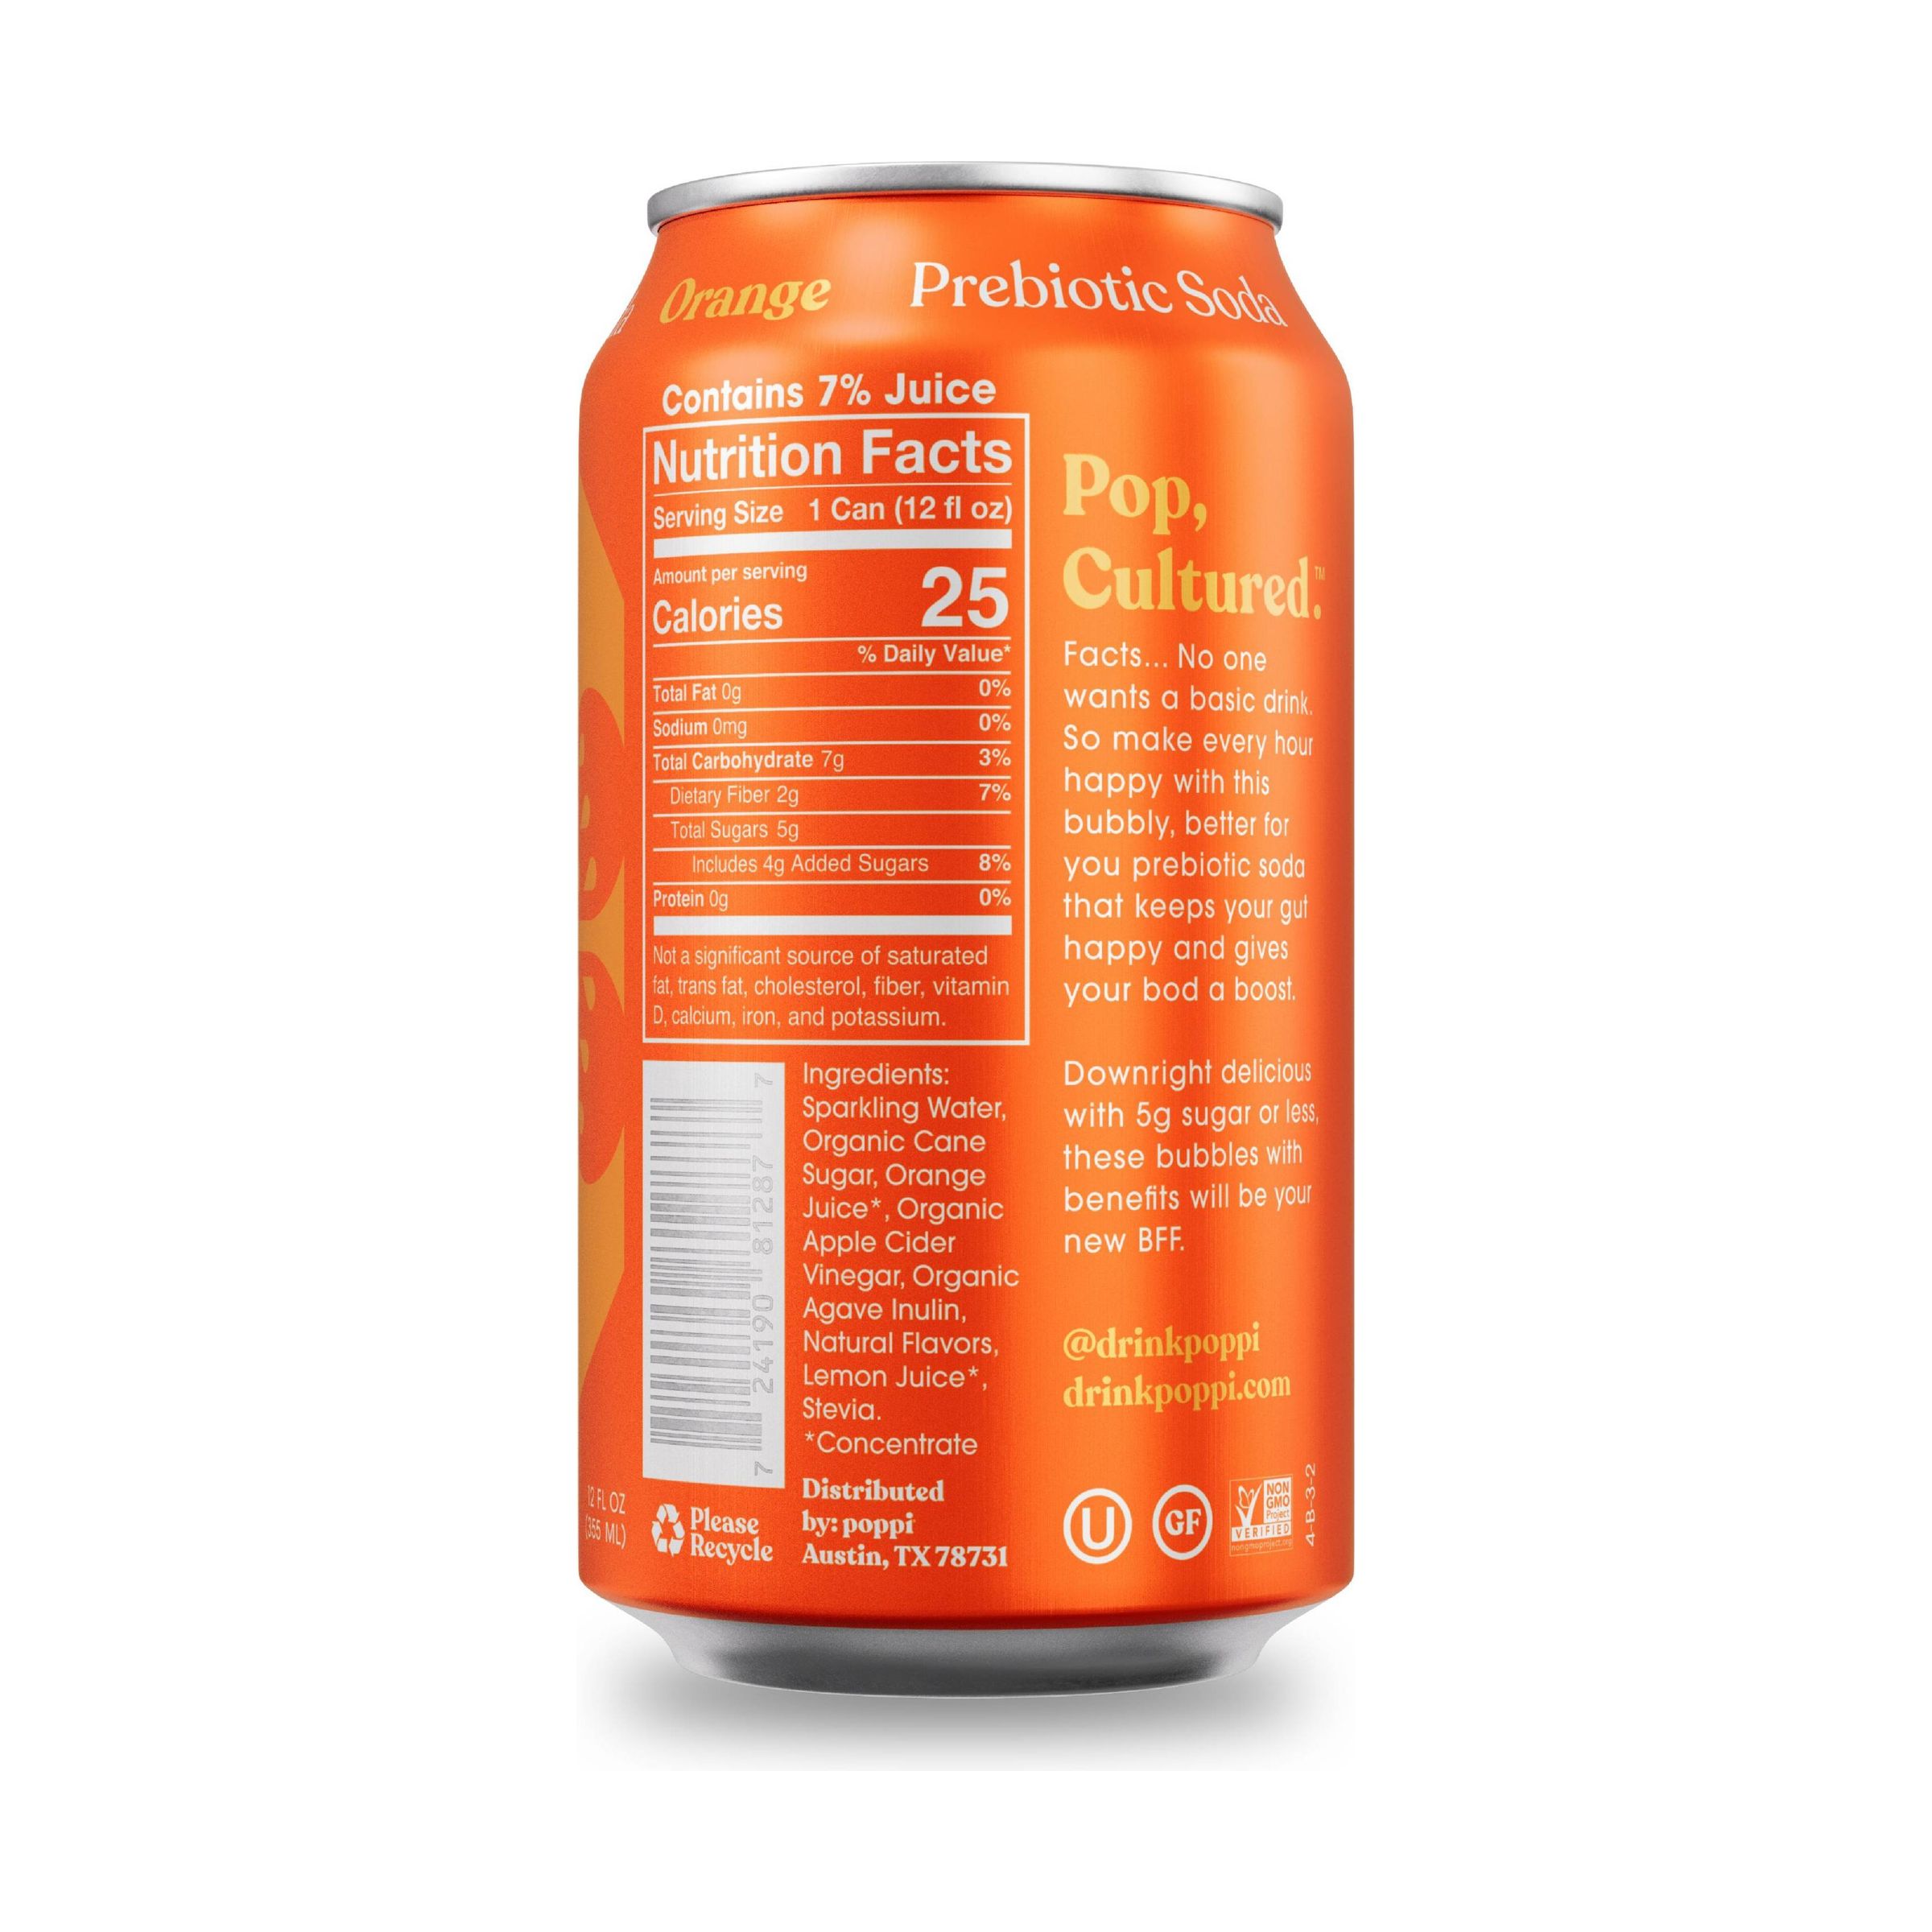 Orange
Prebiotic Soda
Contains 7% Juice
Nutrition Facts
Serving Size 1 Can (12 fl oz)
Amount per serving
Calories 25
% Daily Value*
Total Fat 0g 0%
Sodium 0mg 0%
Total Carbohydrate 7g 3%
Dietary Fiber 2g 7%
Total Sugars 5g
Includes 4g Added Sugars 8%
Protein 0g 0%
Not a significant source of saturated
fat, trans fat, cholesterol, fiber, vitamin
D, calcium, iron, and potassium.
7 24190 81287 7
Ingredients:
Sparkling Water,
Organic Cane
Sugar, Orange
Juice*, Organic
Apple Cider
Vinegar, Organic
Agave Inulin,
Natural Flavors,
Lemon Juice*,
Stevia.
*Concentrate
Distributed
by: poppi
Austin, TX 78731
Please
Recycle
12 FL OZ
(355 ML)
Pop,
Cultured.™
Facts... No one
wants a basic drink.
So make every hour
happy with this
bubbly, better for
you prebiotic soda
that keeps your gut
happy and gives
your bod a boost.
Downright delicious
with 5g sugar or less,
these bubbles with
benefits will be your
new BFF.
@drinkpoppi
drinkpoppi.com
U
GF
NON
GMO
Project
VERIFIED
nongmoproject.org
4-B-3-2